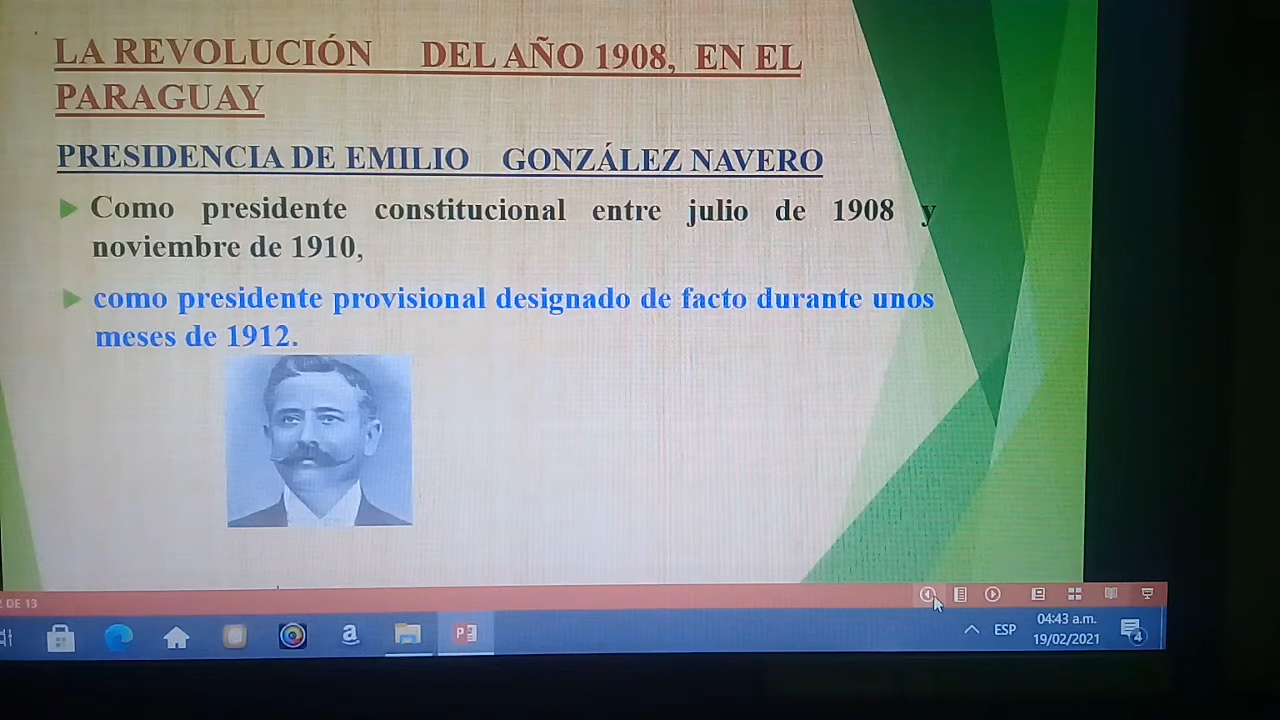 LA REVOLUCIÓN DEL AÑO 1908, EN EL
PARAGUAY
PRESIDENCIA DE EMILIO GONZÁLEZ NAVERO
Como presidente constitucional entre julio de 1908 y
noviembre de 1910,
como presidente provisional designado de facto durante unos
meses de 1912.
DE 13
ESP
04:43 a.m.
19/02/2021
4